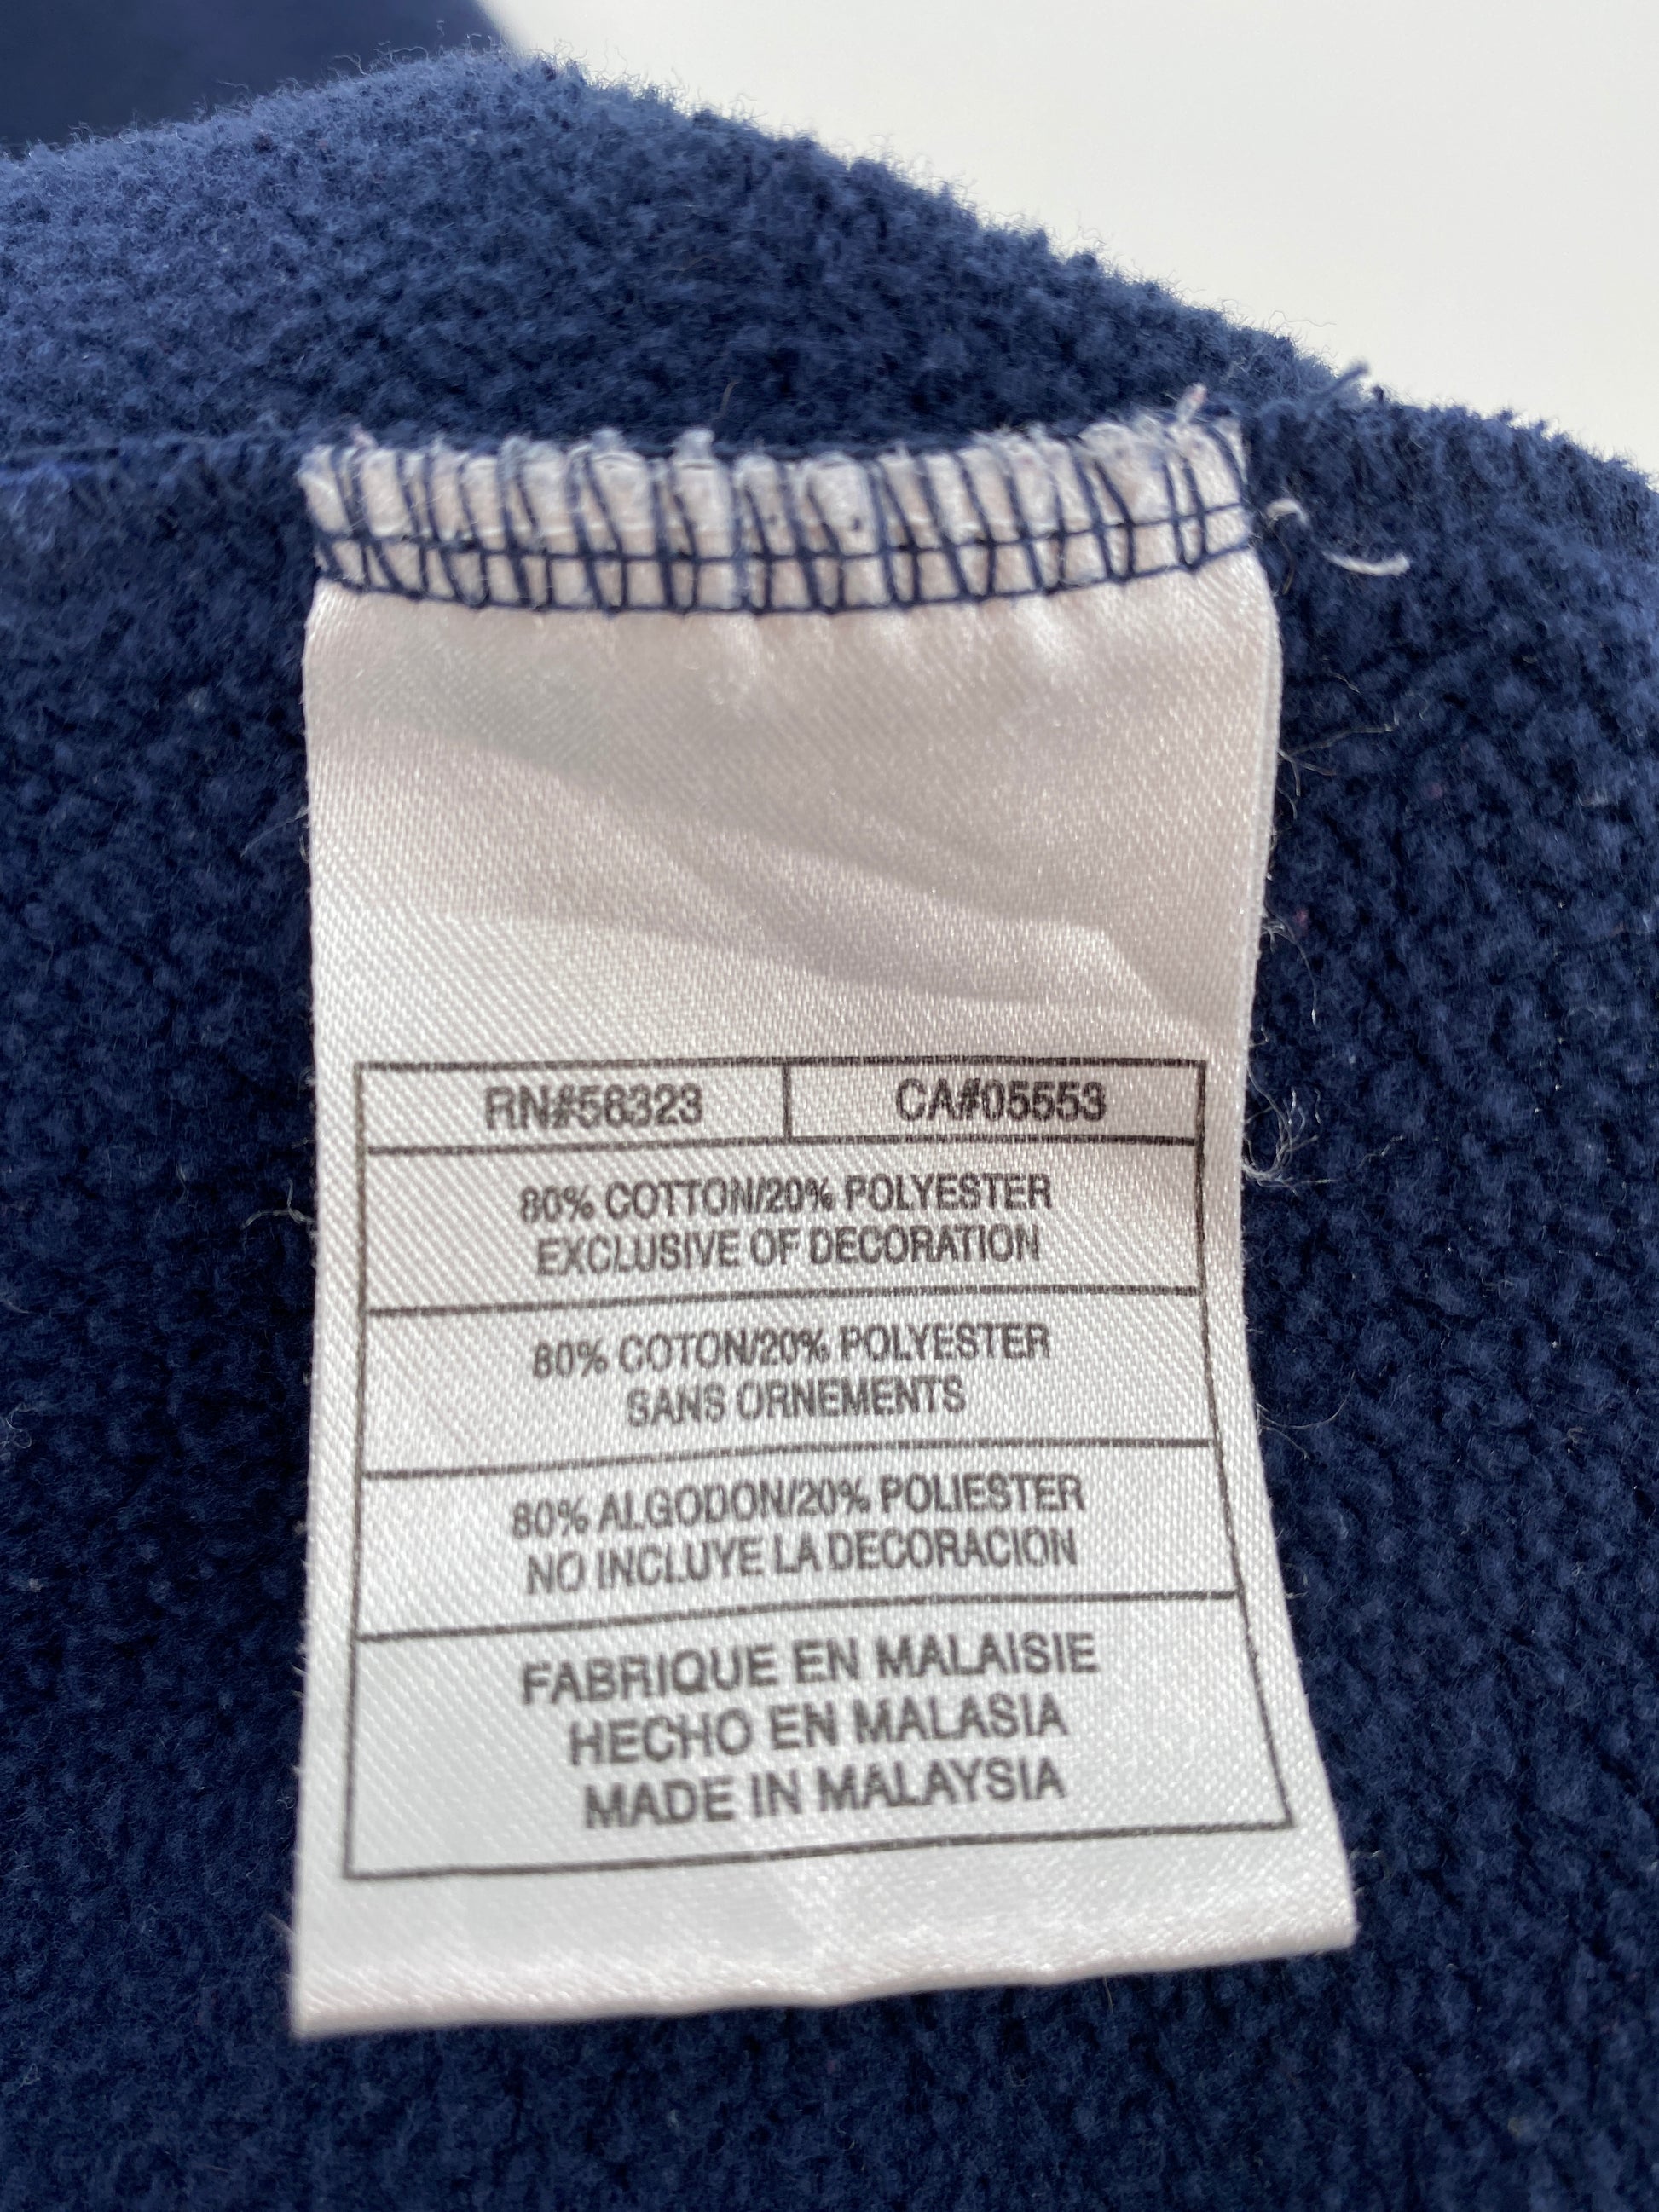 RN#56323
CA#05553
80% COTTON/20% POLYESTER
EXCLUSIVE OF DECORATION
80% COTON/20% POLYESTER
SANS ORNEMENTS
80% ALGODON/20% POLIESTER
NO INCLUYE LA DECORACION
FABRIQUE EN MALAISIE
HECHO EN MALASIA
MADE IN MALAYSIA